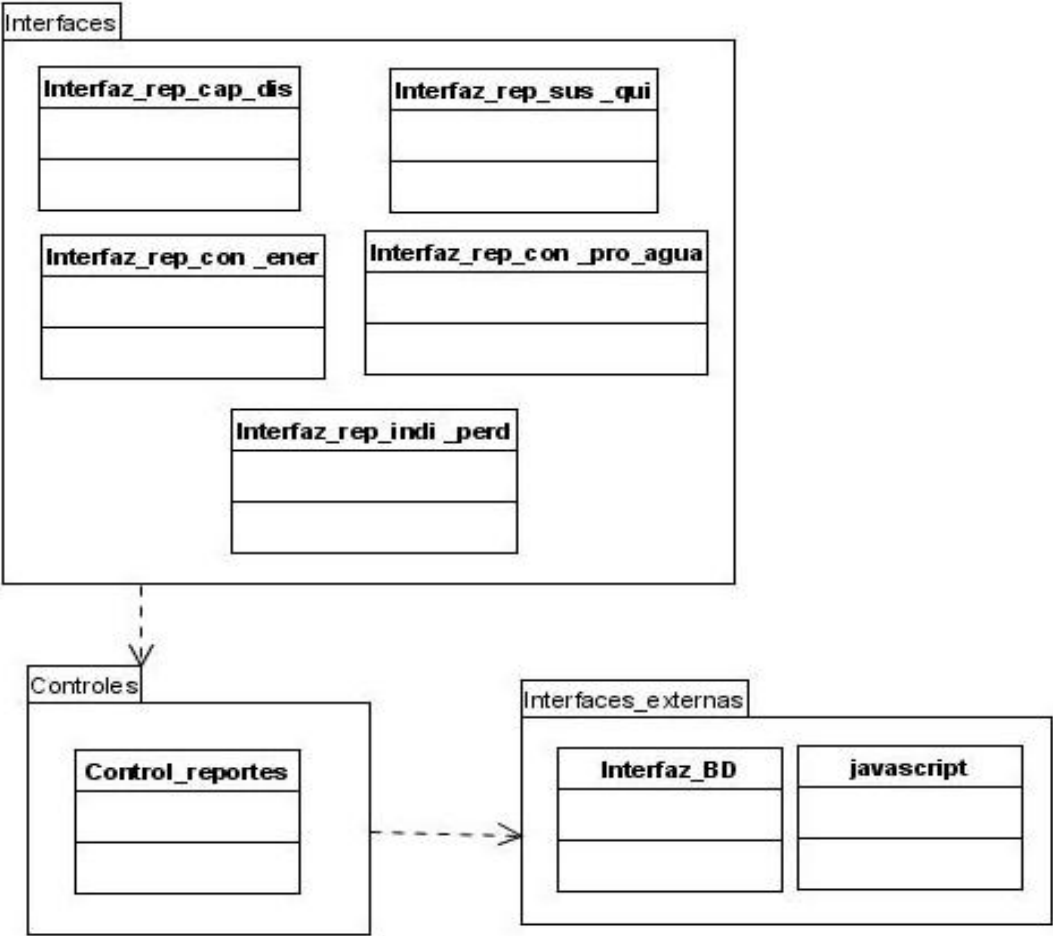 Interfaces
Interfaz_rep_cap_dis
Interfaz_rep_sus _qui
Interfaz_rep_con _ener
Interfaz_rep_con _pro_agua
Interfaz_rep_indi _perd
Controles
Control_reportes
Interfaces_externas
Interfaz_BD
javascript